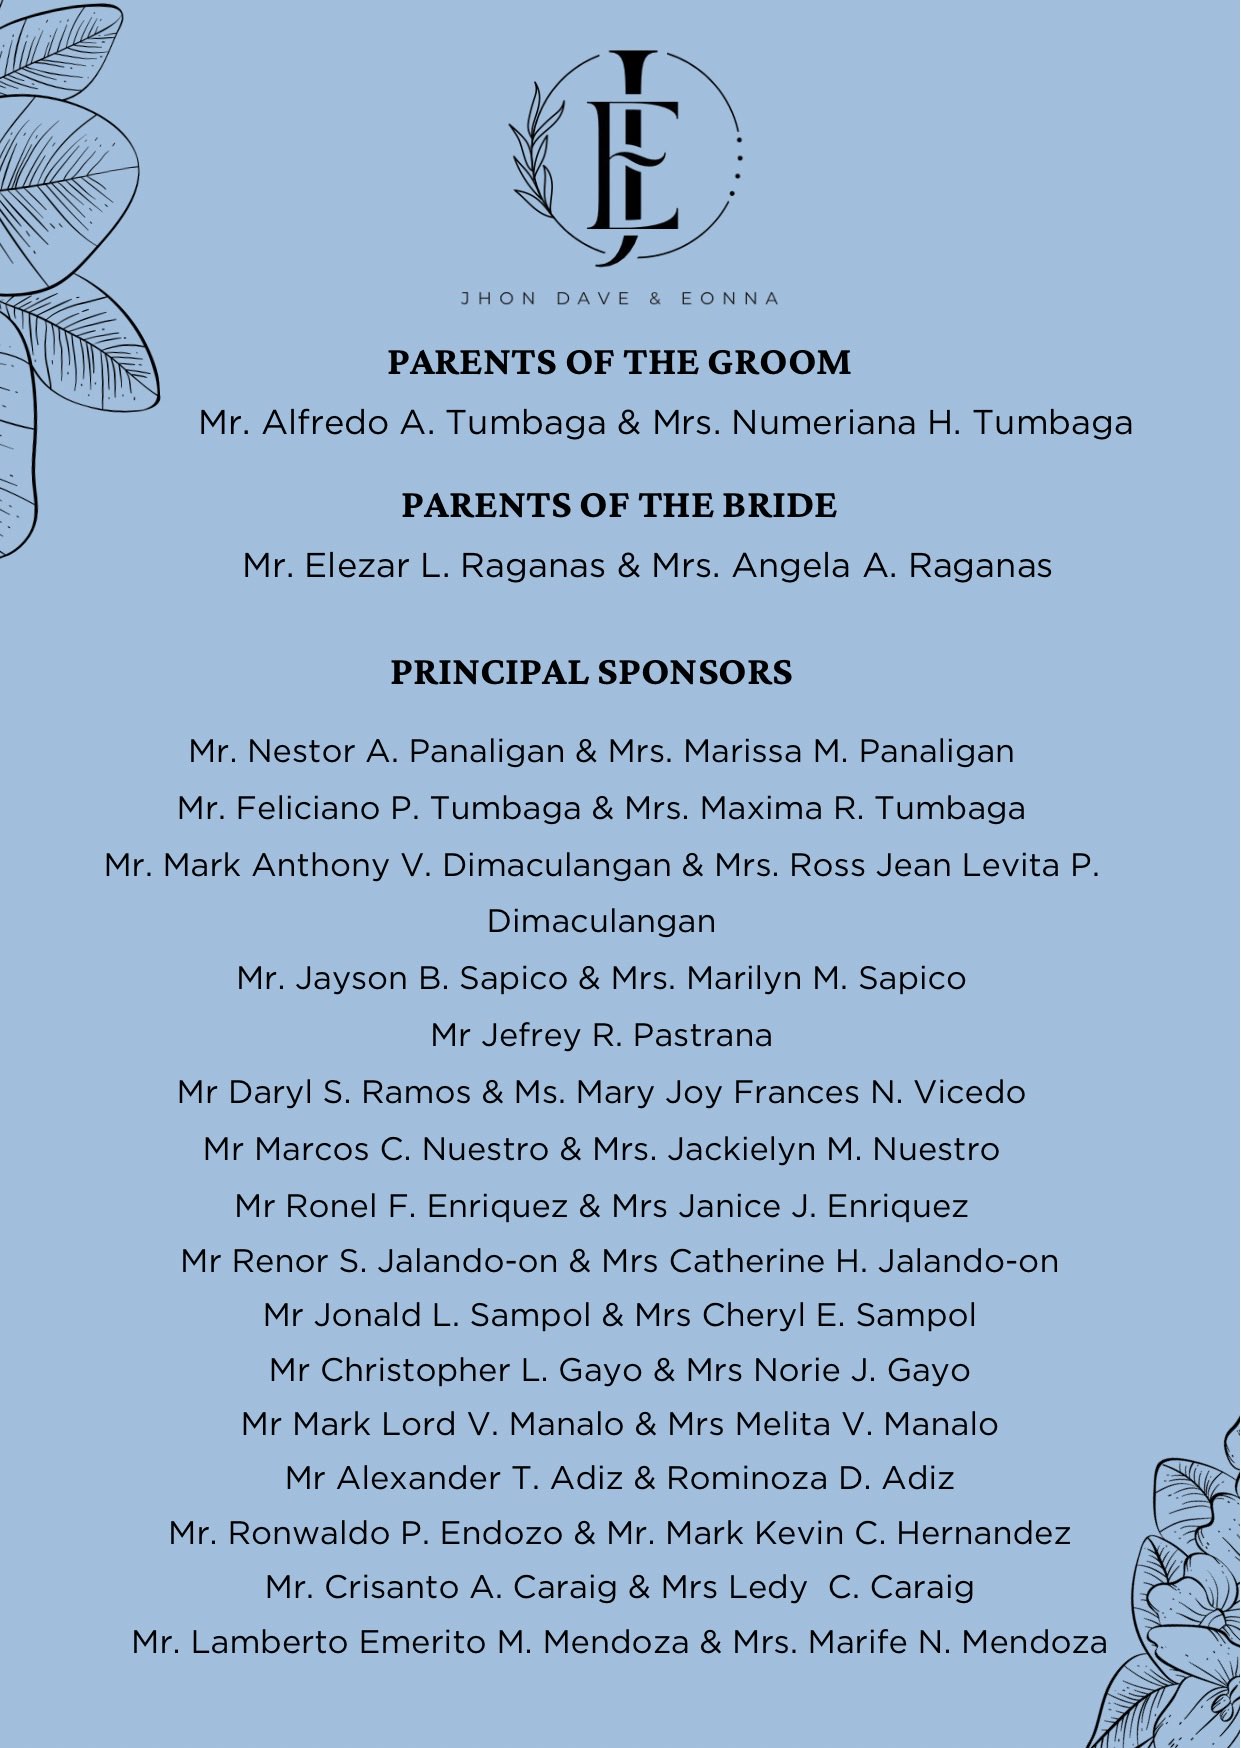 JE
JHON DAVE & EONNA
PARENTS OF THE GROOM
Mr. Alfredo A. Tumbaga & Mrs. Numeriana H. Tumbaga
PARENTS OF THE BRIDE
Mr. Elezar L. Raganas & Mrs. Angela A. Raganas
PRINCIPAL SPONSORS
Mr. Nestor A. Panaligan & Mrs. Marissa M. Panaligan
Mr. Feliciano P. Tumbaga & Mrs. Maxima R. Tumbaga
Mr. Mark Anthony V. Dimaculangan & Mrs. Ross Jean Levita P.
Dimaculangan
Mr. Jayson B. Sapico & Mrs. Marilyn M. Sapico
Mr Jefrey R. Pastrana
Mr Daryl S. Ramos & Ms. Mary Joy Frances N. Vicedo
Mr Marcos C. Nuestro & Mrs. Jackielyn M. Nuestro
Mr Ronel F. Enriquez & Mrs Janice J. Enriquez
Mr Renor S. Jalando-on & Mrs Catherine H. Jalando-on
Mr Jonald L. Sampol & Mrs Cheryl E. Sampol
Mr Christopher L. Gayo & Mrs Norie J. Gayo
Mr Mark Lord V. Manalo & Mrs Melita V. Manalo
Mr Alexander T. Adiz & Rominoza D. Adiz
Mr. Ronwaldo P. Endozo & Mr. Mark Kevin C. Hernandez
Mr. Crisanto A. Caraig & Mrs Ledy  C. Caraig
Mr. Lamberto Emerito M. Mendoza & Mrs. Marife N. Mendoza